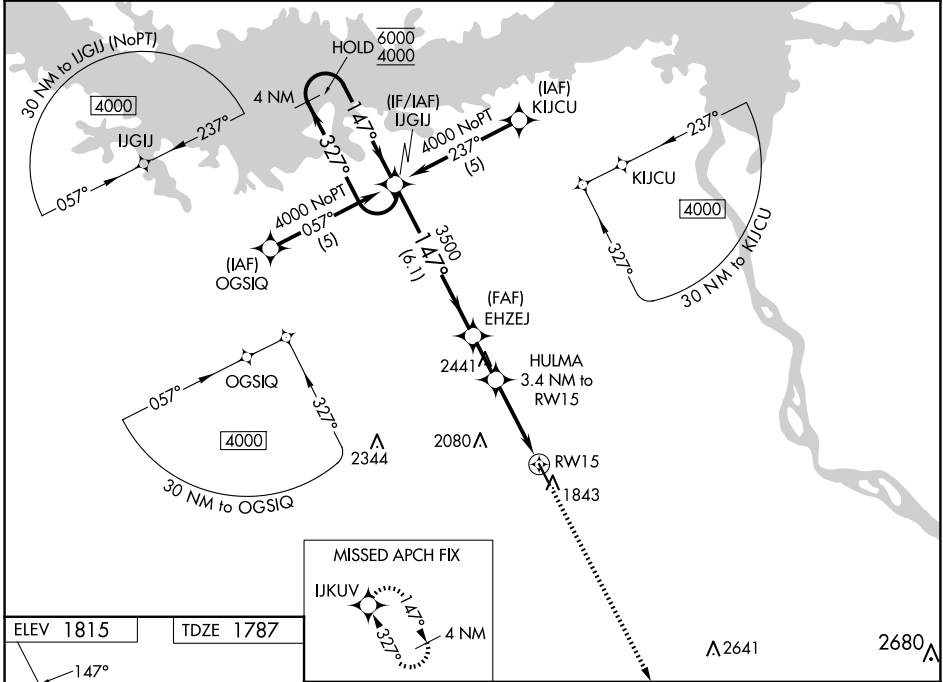 30 NM to IJGIJ (NoPT)
4000
IJGIJ
237°
057°
HOLD 6000
4000
4 NM
147°
327°
(IF/IAF)
IJGIJ
(IAF)
KIJCU
4000 NoPT
237°
(5)
4000 NoPT
057°
(5)
(IAF)
OGSIQ
3500
147°
(6.1)
237°
KIJCU
4000
327°
30 NM to KIJCU
(FAF)
EHZEJ
2441
HULMA
3.4 NM to
RW15
057°
OGSIQ
327°
4000
30 NM to OGSIQ
2344
2080
RW15
1843
MISSED APCH FIX
IJKUV
147°
327°
4 NM
ELEV 1815
TDZE 1787
147°
2641
2680